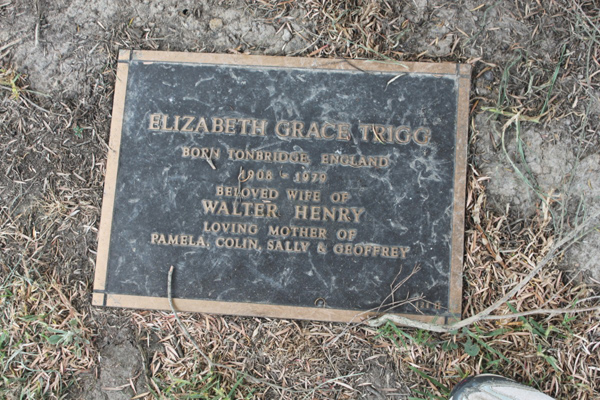 ELIZABETH GRACE TRIGG
BORN TONBRIDGE, ENGLAND
1908 - 1979
BELOVED WIFE OF
WALTER HENRY
LOVING MOTHER OF
PAMELA, COLIN, SALLY & GEOFFREY